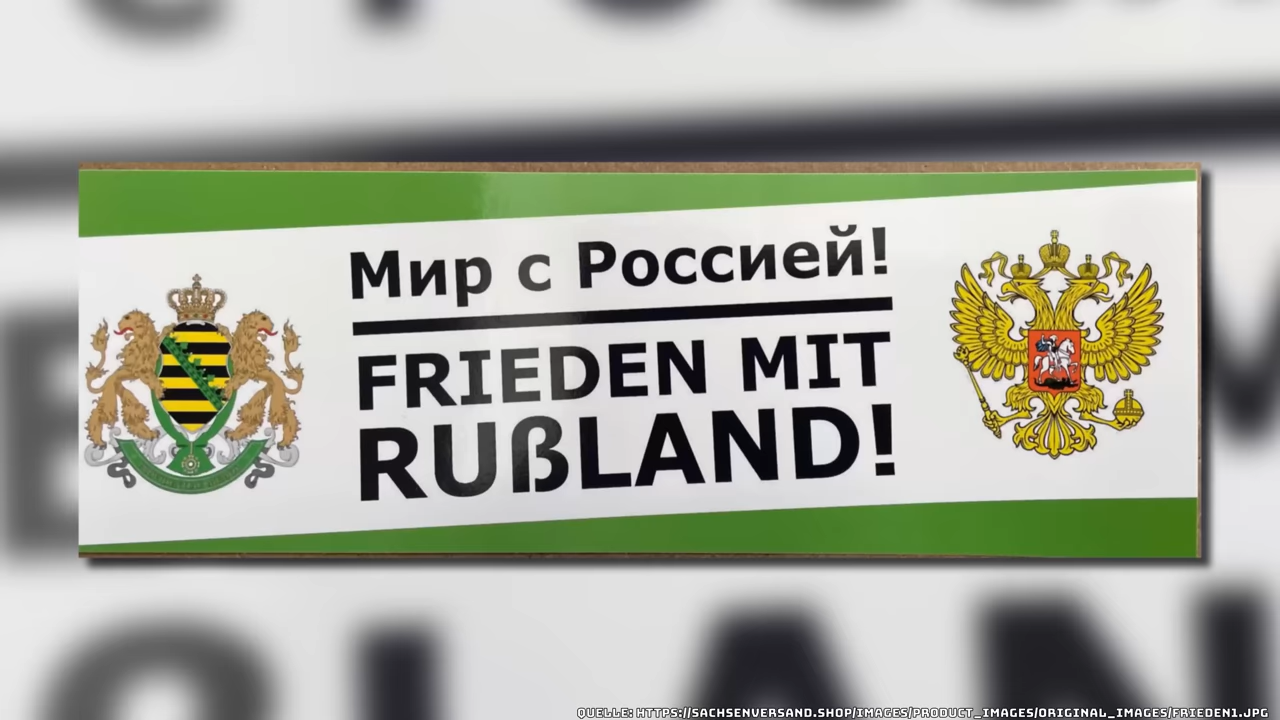 Мир с Россией!
FRIEDEN MIT
RUßLAND!
QUELLE: HTTPS://SACHSENVERSAND.SHOP/IMAGES/PRODUCT_IMAGES/ORIGINAL_IMAGES/FRIEDEN1.JPG